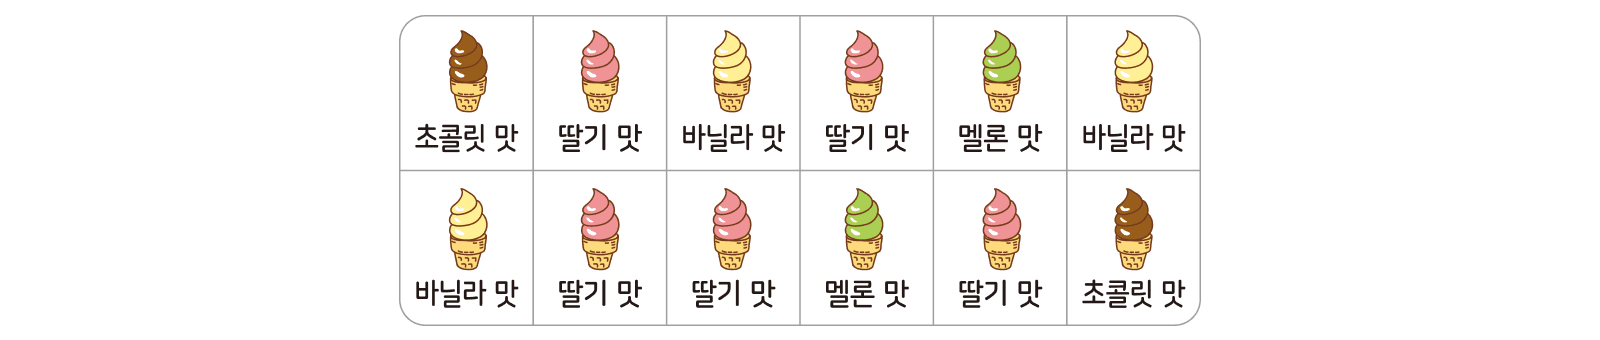 초콜릿 맛 딸기 맛 바닐라 맛 딸기 맛 멜론 맛 바닐라 맛
바닐라 맛 딸기 맛 딸기 맛 멜론 맛 딸기 맛 초콜릿 맛